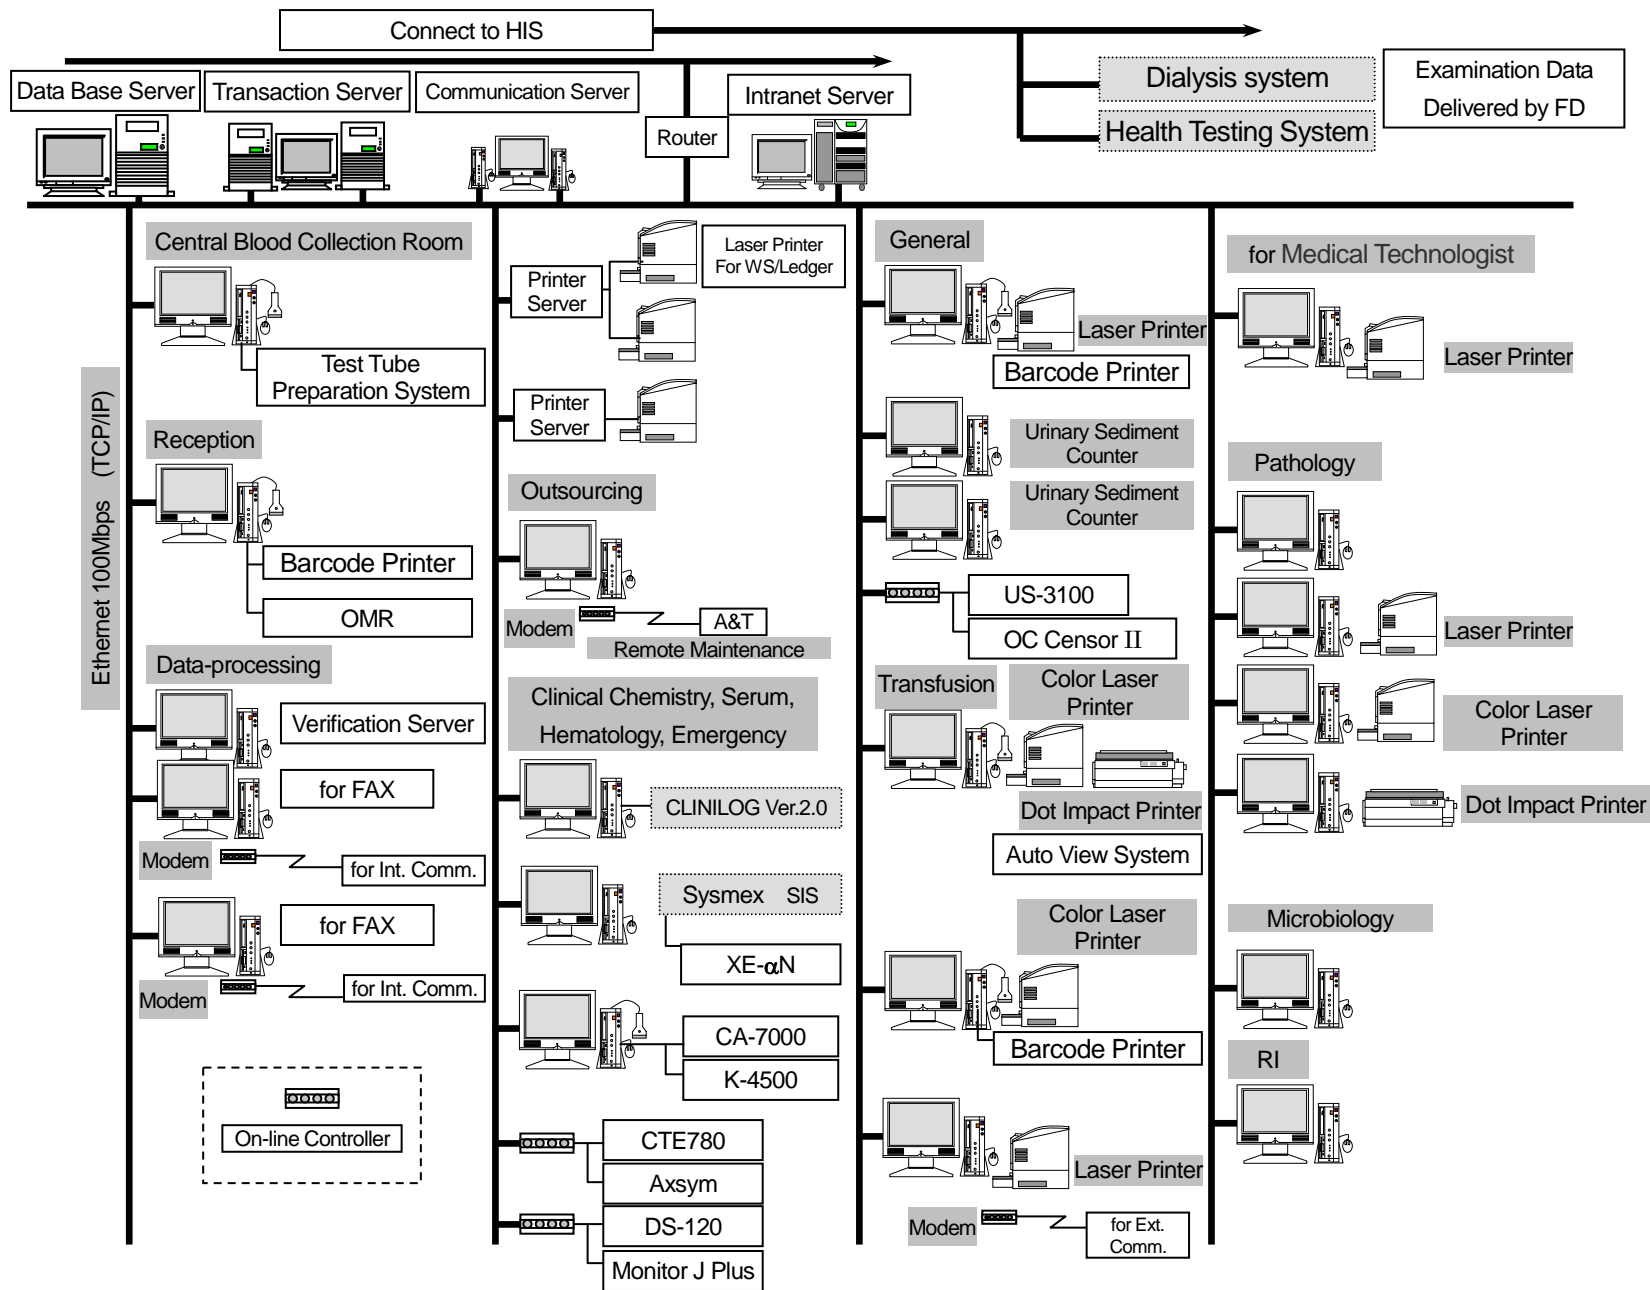 Connect to HIS
Dialysis system
Health Testing System
Examination Data
Delivered by FD
Data Base Server
Transaction Server
Communication Server
Router
Intranet Server
Ethernet 100Mbps (TCP/IP)
Central Blood Collection Room
Test Tube
Preparation System
Reception
Barcode Printer
OMR
Data-processing
Verification Server
for FAX
Modem
for Int. Comm.
for FAX
Modem
for Int. Comm.
On-line Controller
Printer
Server
Laser Printer
For WS/Ledger
Printer
Server
Outsourcing
Modem
A&T
Remote Maintenance
Clinical Chemistry, Serum,
Hematology, Emergency
CLINILOG Ver.2.0
Sysmex SIS
XE-αN
CA-7000
K-4500
CTE780
Axsym
DS-120
Monitor J Plus
General
Laser Printer
Barcode Printer
Urinary Sediment
Counter
Urinary Sediment
Counter
US-3100
OC Censor II
Transfusion
Color Laser
Printer
Dot Impact Printer
Auto View System
Color Laser
Printer
Barcode Printer
Laser Printer
Modem
for Ext.
Comm.
for Medical Technologist
Laser Printer
Pathology
Laser Printer
Color Laser
Printer
Dot Impact Printer
Microbiology
RI